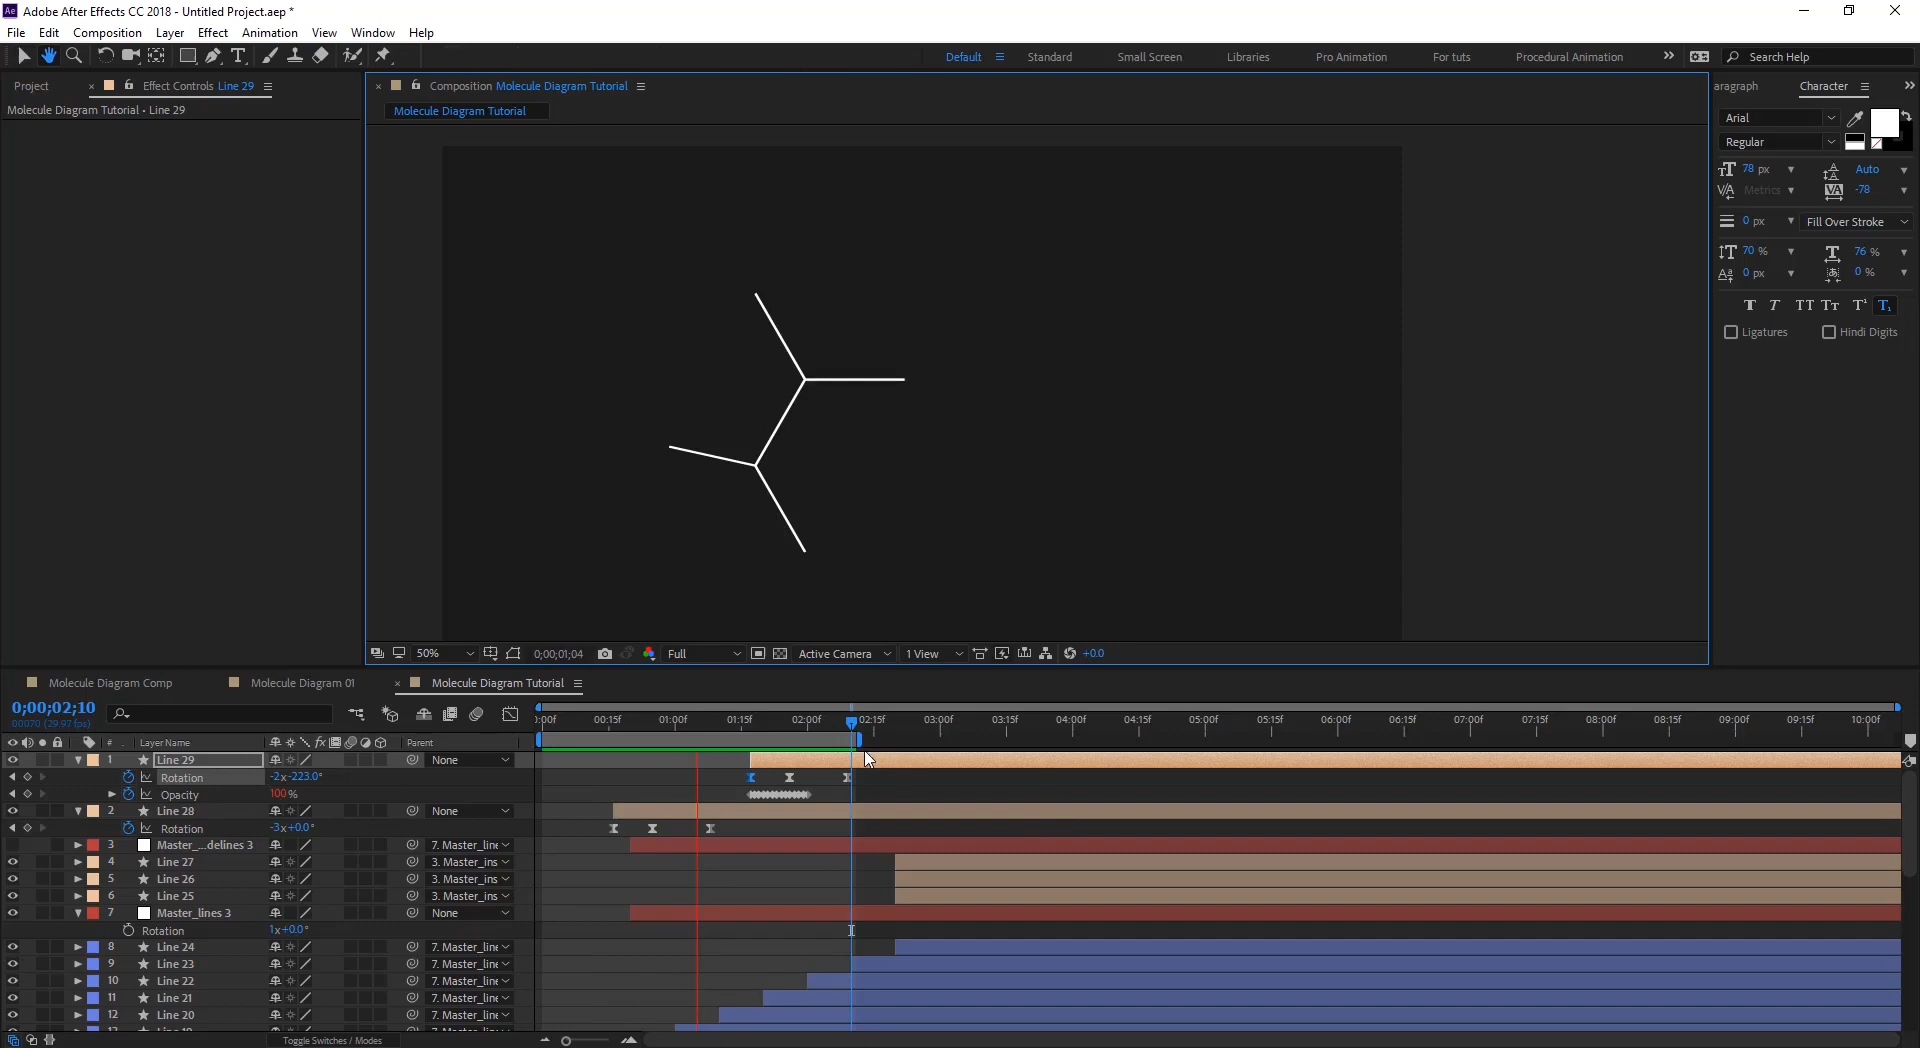 Ae Adobe After Effects CC 2018 - Untitled Project.aep *
File Edit Composition Layer Effect Animation View Window Help
Default Standard Small Screen Libraries Pro Animation For tuts Procedural Animation Search Help
Project Effect Controls Line 29 Composition Molecule Diagram Tutorial aragraph Character
Molecule Diagram Tutorial • Line 29
Molecule Diagram Tutorial
Arial
Regular
78 px Auto
Metrics -78
0 px Fill Over Stroke
70 % 76 %
0 px 0 %
Ligatures Hindi Digits
50% 0;00;01;04 Full Active Camera 1 View +0.0
Molecule Diagram Comp Molecule Diagram 01 Molecule Diagram Tutorial
0;00;02;10
00070 (29.97 fps)
:00f 00:15f 01:00f 01:15f 02:00f 02:15f 03:00f 03:15f 04:00f 04:15f 05:00f 05:15f 06:00f 06:15f 07:00f 07:15f 08:00f 08:15f 09:00f 09:15f 10:00f
# Layer Name Parent
1 Line 29 None
Rotation -2x-223.0°
Opacity 100%
2 Line 28 None
Rotation -3x+0.0°
3 Master_...delines 3 7. Master_line
4 Line 27 3. Master_ins
5 Line 26 3. Master_ins
6 Line 25 3. Master_ins
7 Master_lines 3 None
Rotation 1x+0.0°
8 Line 24 7. Master_line
9 Line 23 7. Master_line
10 Line 22 7. Master_line
11 Line 21 7. Master_line
12 Line 20 7. Master_line
Toggle Switches / Modes